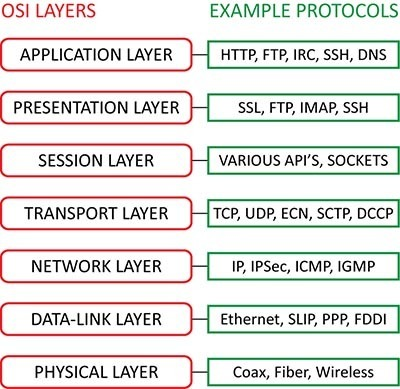 OSI LAYERS EXAMPLE PROTOCOLS
APPLICATION LAYER HTTP, FTP, IRC, SSH, DNS
PRESENTATION LAYER SSL, FTP, IMAP, SSH
SESSION LAYER VARIOUS API'S, SOCKETS
TRANSPORT LAYER TCP, UDP, ECN, SCTP, DCCP
NETWORK LAYER IP, IPSec, ICMP, IGMP
DATA-LINK LAYER Ethernet, SLIP, PPP, FDDI
PHYSICAL LAYER Coax, Fiber, Wireless